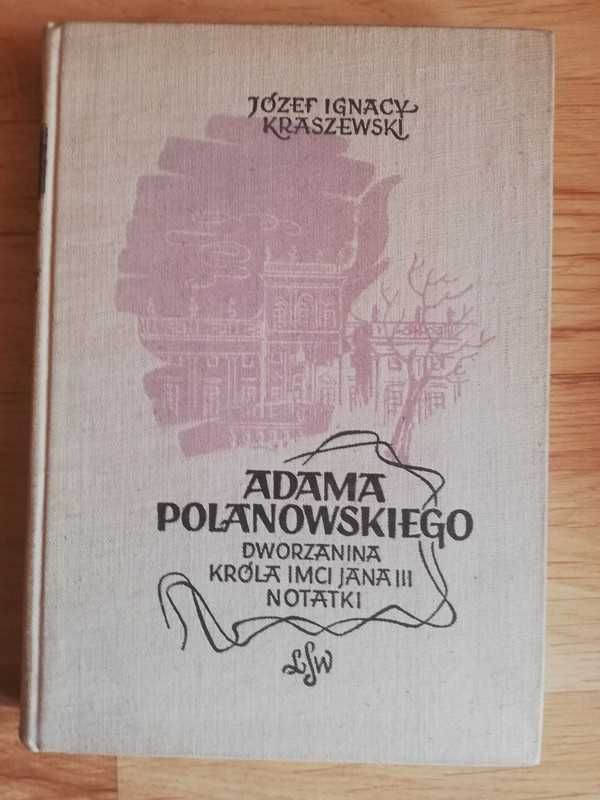 JÓZEF IGNACY
KRASZEWSKI
ADAMA
POLANOWSKIEGO
DWORZANINA
KRÓLA IMCI JANA III
NOTATKI
LSW